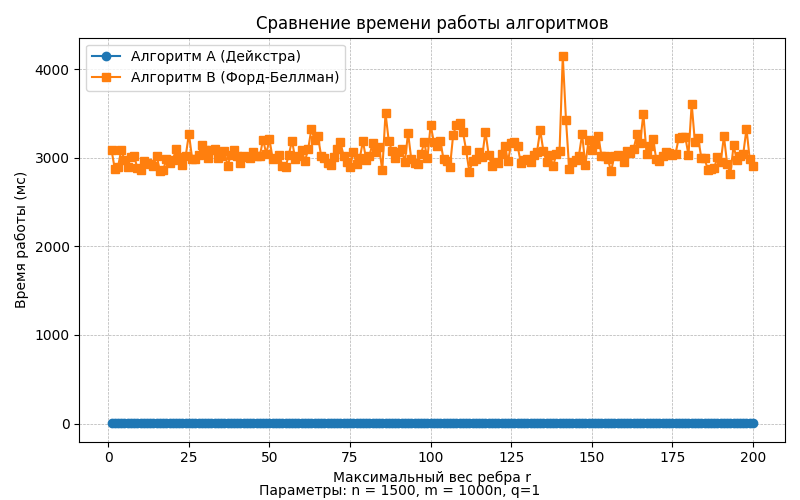 Сравнение времени работы алгоритмов
Алгоритм A (Дейкстра)
Алгоритм B (Форд-Беллман)
Время работы (мс)
4000
3000
2000
1000
0
0 25 50 75 100 125 150 175 200
Максимальный вес ребра r
Параметры: n = 1500, m = 1000n, q=1